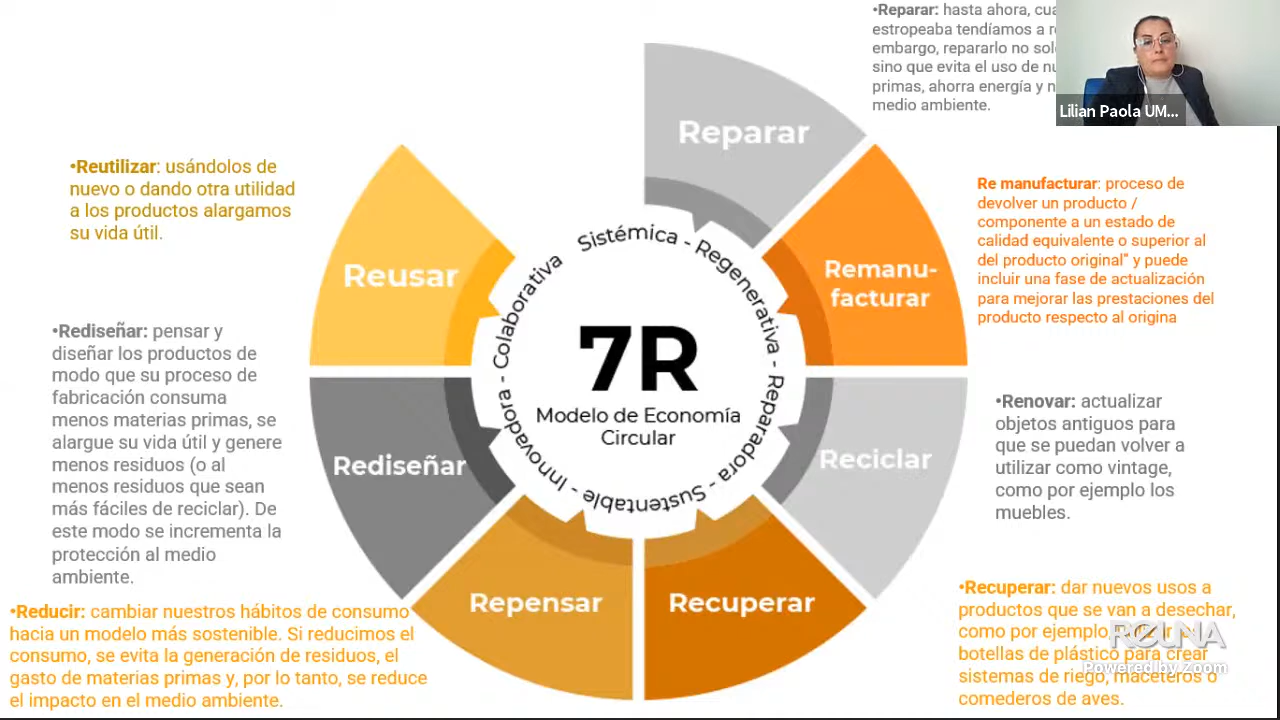 •Reparar: hasta ahora,
estropeaba tendíamos a
embargo, repararlo no
sino que evita el uso de
primas, ahorra energía y
medio ambiente.
Lilian Paola UM...
Reparar
•Reutilizar: usándolos de
nuevo o dando otra utilidad
a los productos alargamos
su vida útil.
Re manufacturar: proceso de
devolver un producto /
componente a un estado de
calidad equivalente o superior al
del producto original" y puede
incluir una fase de actualización
para mejorar las prestaciones del
producto respecto al origina
Reusar
Remanu-
facturar
Sistémica - Regenerativa - Reparadora - Sustentable - Innovadora - Colaborativa
7R
Modelo de Economía
Circular
•Rediseñar: pensar y
diseñar los productos de
modo que su proceso de
fabricación consuma
menos materias primas, se
alargue su vida útil y genere
menos residuos (o al
menos residuos que sean
más fáciles de reciclar). De
este modo se incrementa la
protección al medio
ambiente.
Rediseñar
Reciclar
•Renovar: actualizar
objetos antiguos para
que se puedan volver a
utilizar como vintage,
como por ejemplo los
muebles.
Repensar
Recuperar
•Reducir: cambiar nuestros hábitos de consumo
hacia un modelo más sostenible. Si reducimos el
consumo, se evita la generación de residuos, el
gasto de materias primas y, por lo tanto, se reduce
el impacto en el medio ambiente.
•Recuperar: dar nuevos usos a
productos que se van a desechar,
como por ejemplo,
botellas de plástico para crear
sistemas de riego, maceteros o
comederos de aves.
REUNA
Powered by Zoom